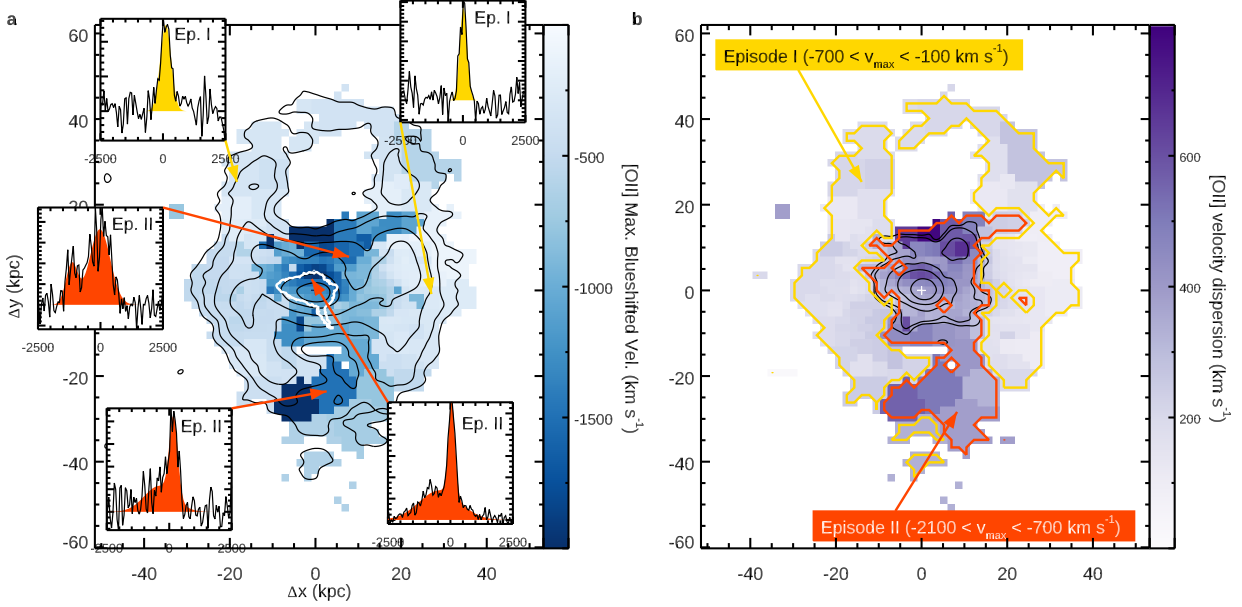 a
b
Ep. I
Ep. I
-2500 0 2500
-2500 0 2500
Ep. II
-2500 0 2500
Ep. II
-2500 0 2500
Ep. II
-2500 0 2500
60
40
20
0
-20
-40
-60
Δy (kpc)
-40 -20 0 20 40
Δx (kpc)
-500
-1000
-1500
[OII] Max. Blueshifted Vel. (km s-1)
Episode I (-700 < vmax < -100 km s-1)
60
40
20
0
-20
-40
-60
-40 -20 0 20 40
Episode II (-2100 < vmax < -700 km s-1)
600
400
200
[OII] velocity dispersion (km s-1)